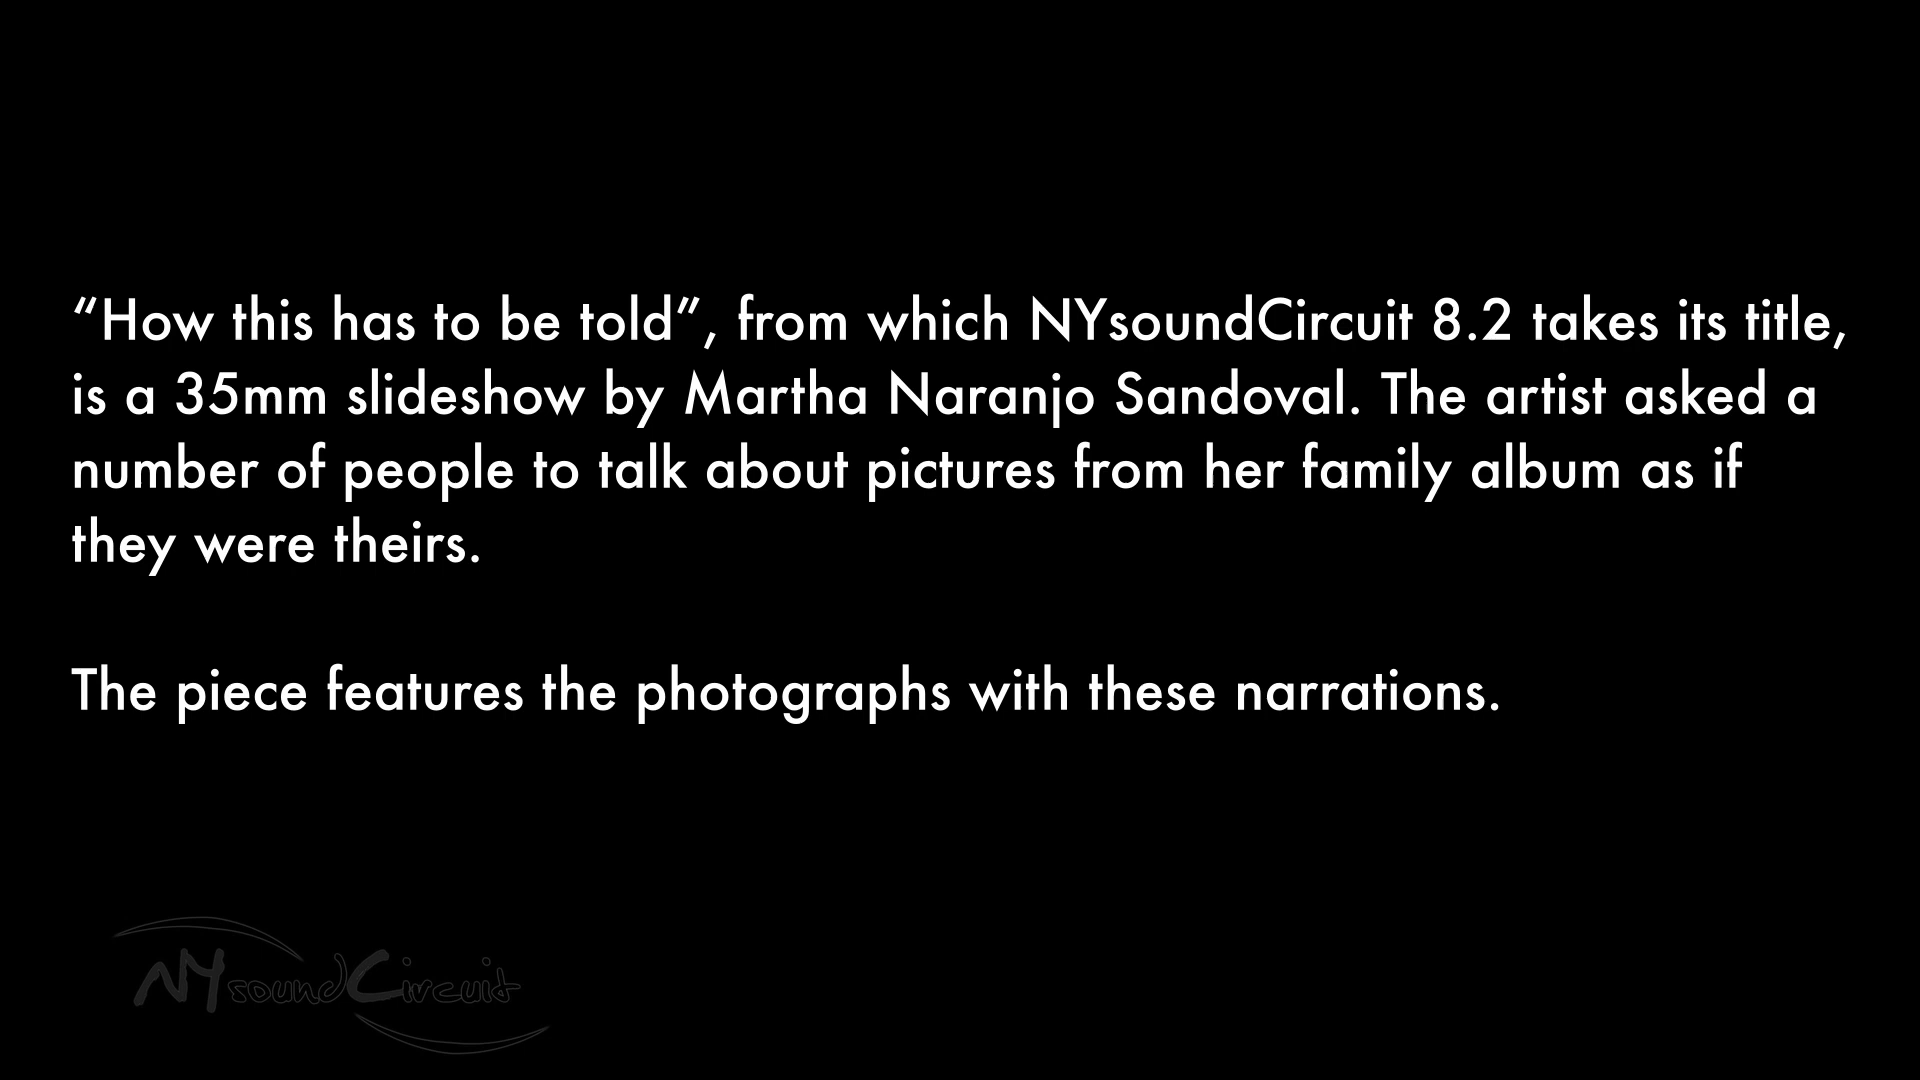 “How this has to be told”, from which NYsoundCircuit 8.2 takes its title,
is a 35mm slideshow by Martha Naranjo Sandoval. The artist asked a
number of people to talk about pictures from her family album as if
they were theirs.
The piece features the photographs with these narrations.
NYsoundCircuit